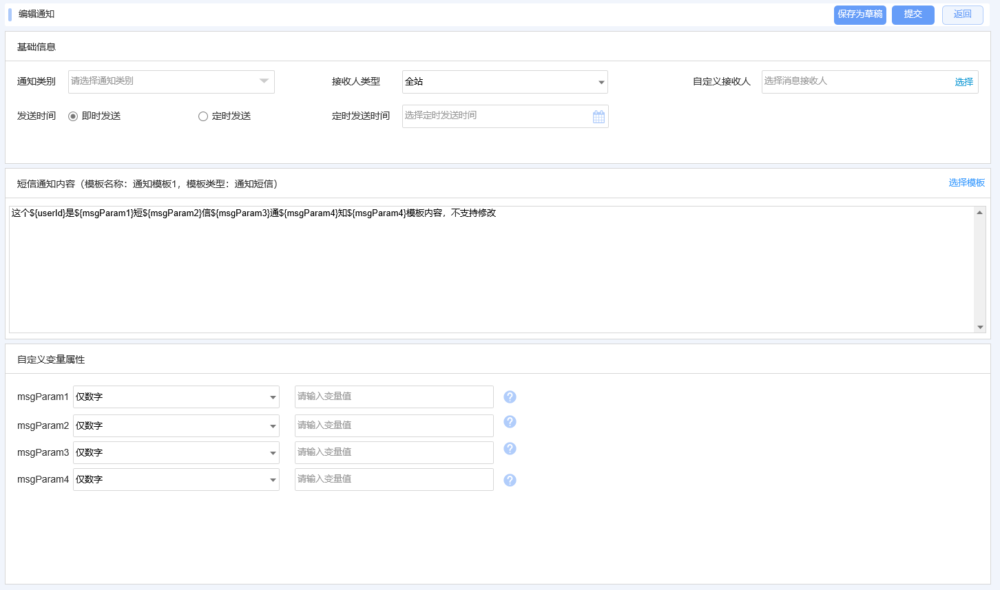 编辑通知 保存为草稿 提交 返回
基础信息
通知类别 请选择通知类别 接收人类型 全站 自定义接收人 选择消息接收人 选择
发送时间 即时发送 定时发送 定时发送时间 选择定时发送时间
短信通知内容（模板名称：通知模板1，模板类型：通知短信） 选择模板
这个${userId}是${msgParam1}短${msgParam2}信${msgParam3}通${msgParam4}知${msgParam4}模板内容，不支持修改
自定义变量属性
msgParam1 仅数字 请输入变量值 ?
msgParam2 仅数字 请输入变量值 ?
msgParam3 仅数字 请输入变量值 ?
msgParam4 仅数字 请输入变量值 ?